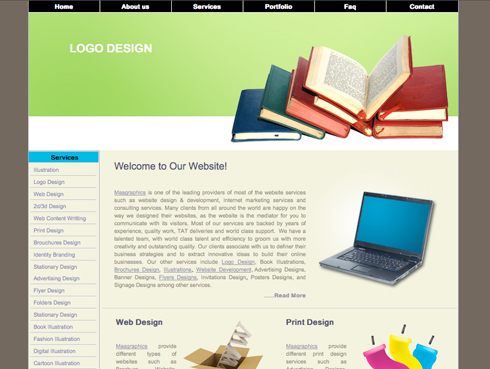 Home About us Services Portfolio Faq Contact
LOGO DESIGN
Services
Illustration
Logo Design
Web Design
2d/3d Design
Web Content Writting
Print Design
Brouchures Design
Identity Branding
Stationary Design
Advertising Design
Flyer Design
Folders Design
Stationary Design
Book Illustration
Fashion Illustration
Digital Illustration
Cartoon Illustration
Welcome to Our Website!
Maagraphics is one of the leading providers of most of the website services
such as website design & development, internet marketing services and
consulting services. Many clients from all around the world are happy on the
way we designed their websites, as the website is the mediator for you to
communicate with its visitors. Most of our services are backed by years of
experience, quality work, TAT deliveries and world class support. We have a
talented team, with world class talent and efficiency to groom us with more
creativity and outstanding quality. Our clients associate with us to define their
business strategies and to extract innovative ideas to build their online
businesses. Our other services include Logo Design, Book Illustrations,
Brochures Design, Illustrations, Website Development, Advertising Designs,
Banner Designs, Flyers Designs, Invitations Design, Posters Designs, and
Signage Designs among other services.
......Read More
Web Design
Maagraphics provide
different types of
websites such as
Print Design
Maagraphics provide
different print design
services such as